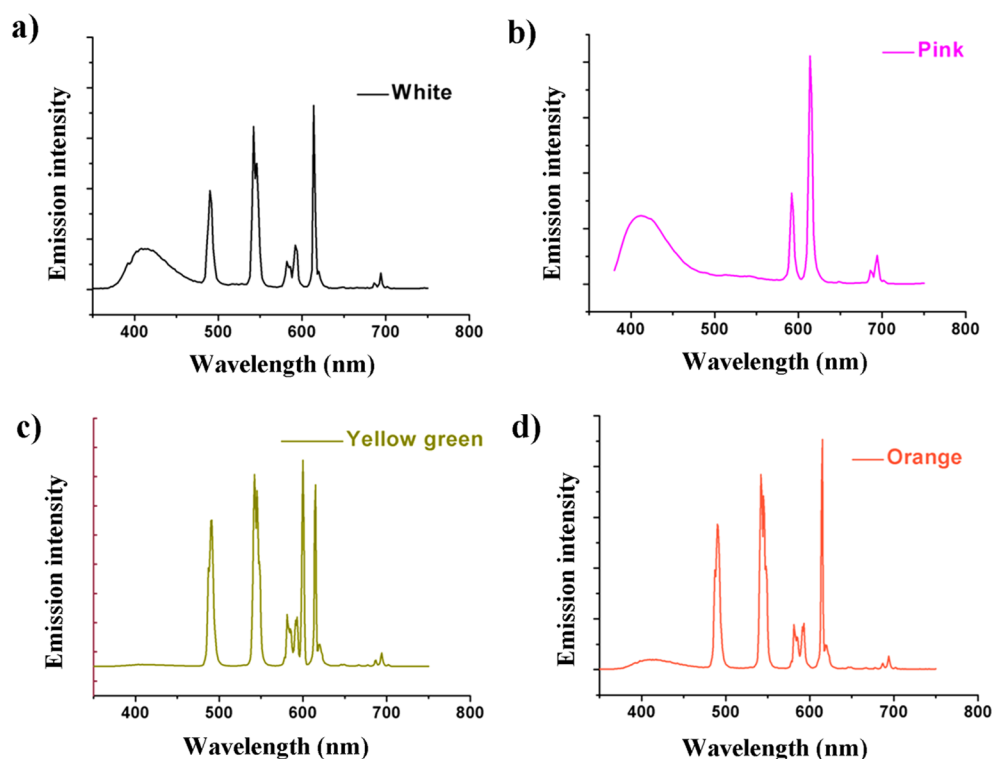 a)
White
Emission intensity
400 500 600 700 800
Wavelength (nm)
b)
Pink
Emission intensity
400 500 600 700 800
Wavelength (nm)
c)
Yellow green
Emission intensity
400 500 600 700 800
Wavelength (nm)
d)
Orange
Emission intensity
400 500 600 700 800
Wavelength (nm)